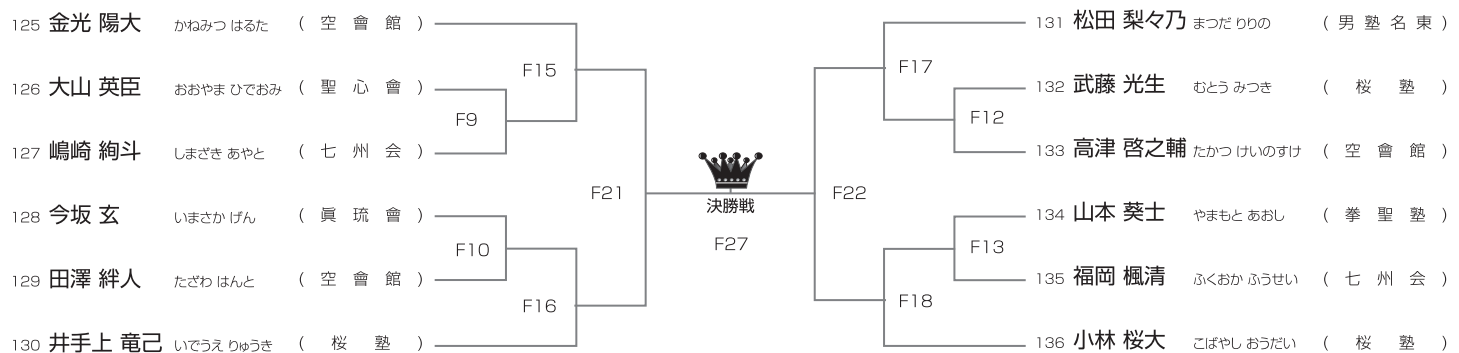 125 金光 陽大 かねみつ はるた ( 空 會 館 )
F15
126 大山 英臣 おおやま ひでおみ ( 聖 心 會 )
F9
127 嶋崎 絢斗 しまざき あやと ( 七 州 会 )
F21
128 今坂 玄 いまさか げん ( 眞 琉 會 )
F10
129 田澤 絆人 たざわ はんと ( 空 會 館 )
F16
130 井手上 竜己 いでうえ りゅうき ( 桜 塾 )
決勝戦
F27
131 松田 梨々乃 まつだ りりの ( 男 塾 名 東 )
F17
132 武藤 光生 むとう みつき ( 桜 塾 )
F12
133 高津 啓之輔 たかつ けいのすけ ( 空 會 館 )
F22
134 山本 葵士 やまもと あおし ( 拳 聖 塾 )
F13
135 福岡 楓清 ふくおか ふうせい ( 七 州 会 )
F18
136 小林 桜大 こばやし おうだい ( 桜 塾 )